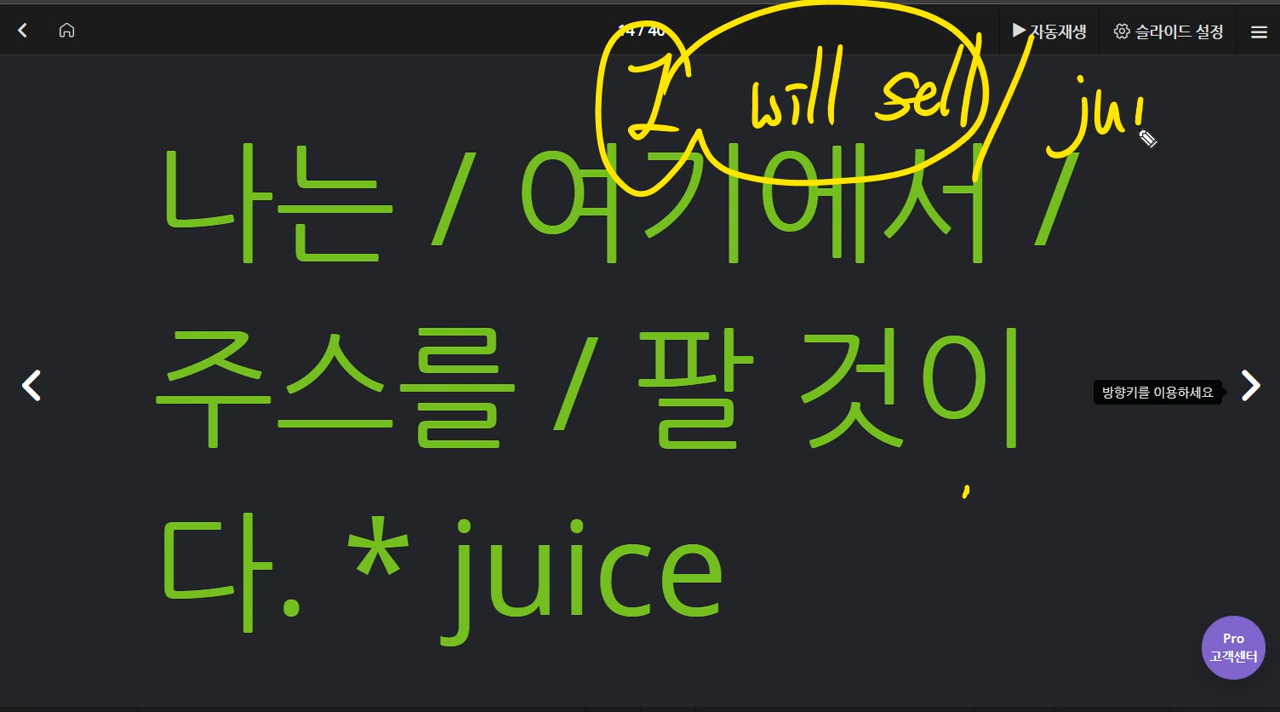 14 / 40
자동재생
슬라이드 설정
I will sell / jui
나는 / 여기에서 /
주스를 / 팔 것이
방향키를 이용하세요
다. * juice
Pro
고객센터